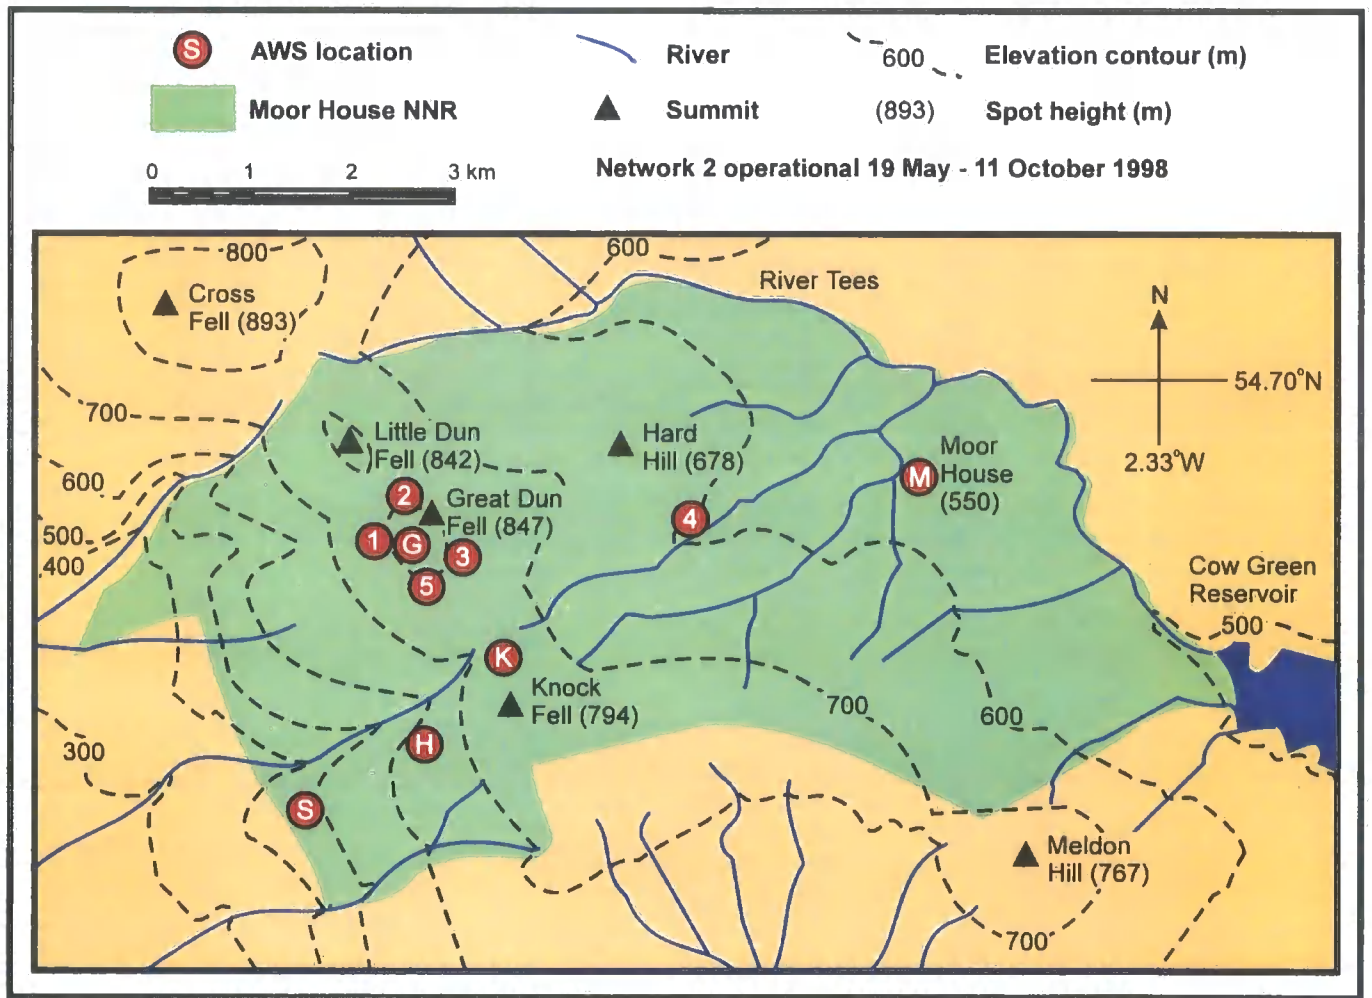 S AWS location
River
600 Elevation contour (m)
Moor House NNR
Summit
(893) Spot height (m)
0 1 2 3 km
Network 2 operational 19 May - 11 October 1998
800
600
River Tees
Cross
Fell (893)
N
54.70°N
2.33°W
700
Little Dun
Fell (842)
Hard
Hill (678)
Moor
House
(550)
M
600
2
Great Dun
Fell (847)
4
500
1
G
3
400
5
Cow Green
Reservoir
500
K
Knock
Fell (794)
700
600
300
H
S
Meldon
Hill (767)
700